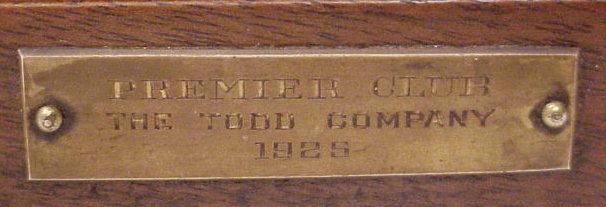 PREMIER CLUB
THE TODD COMPANY
1925